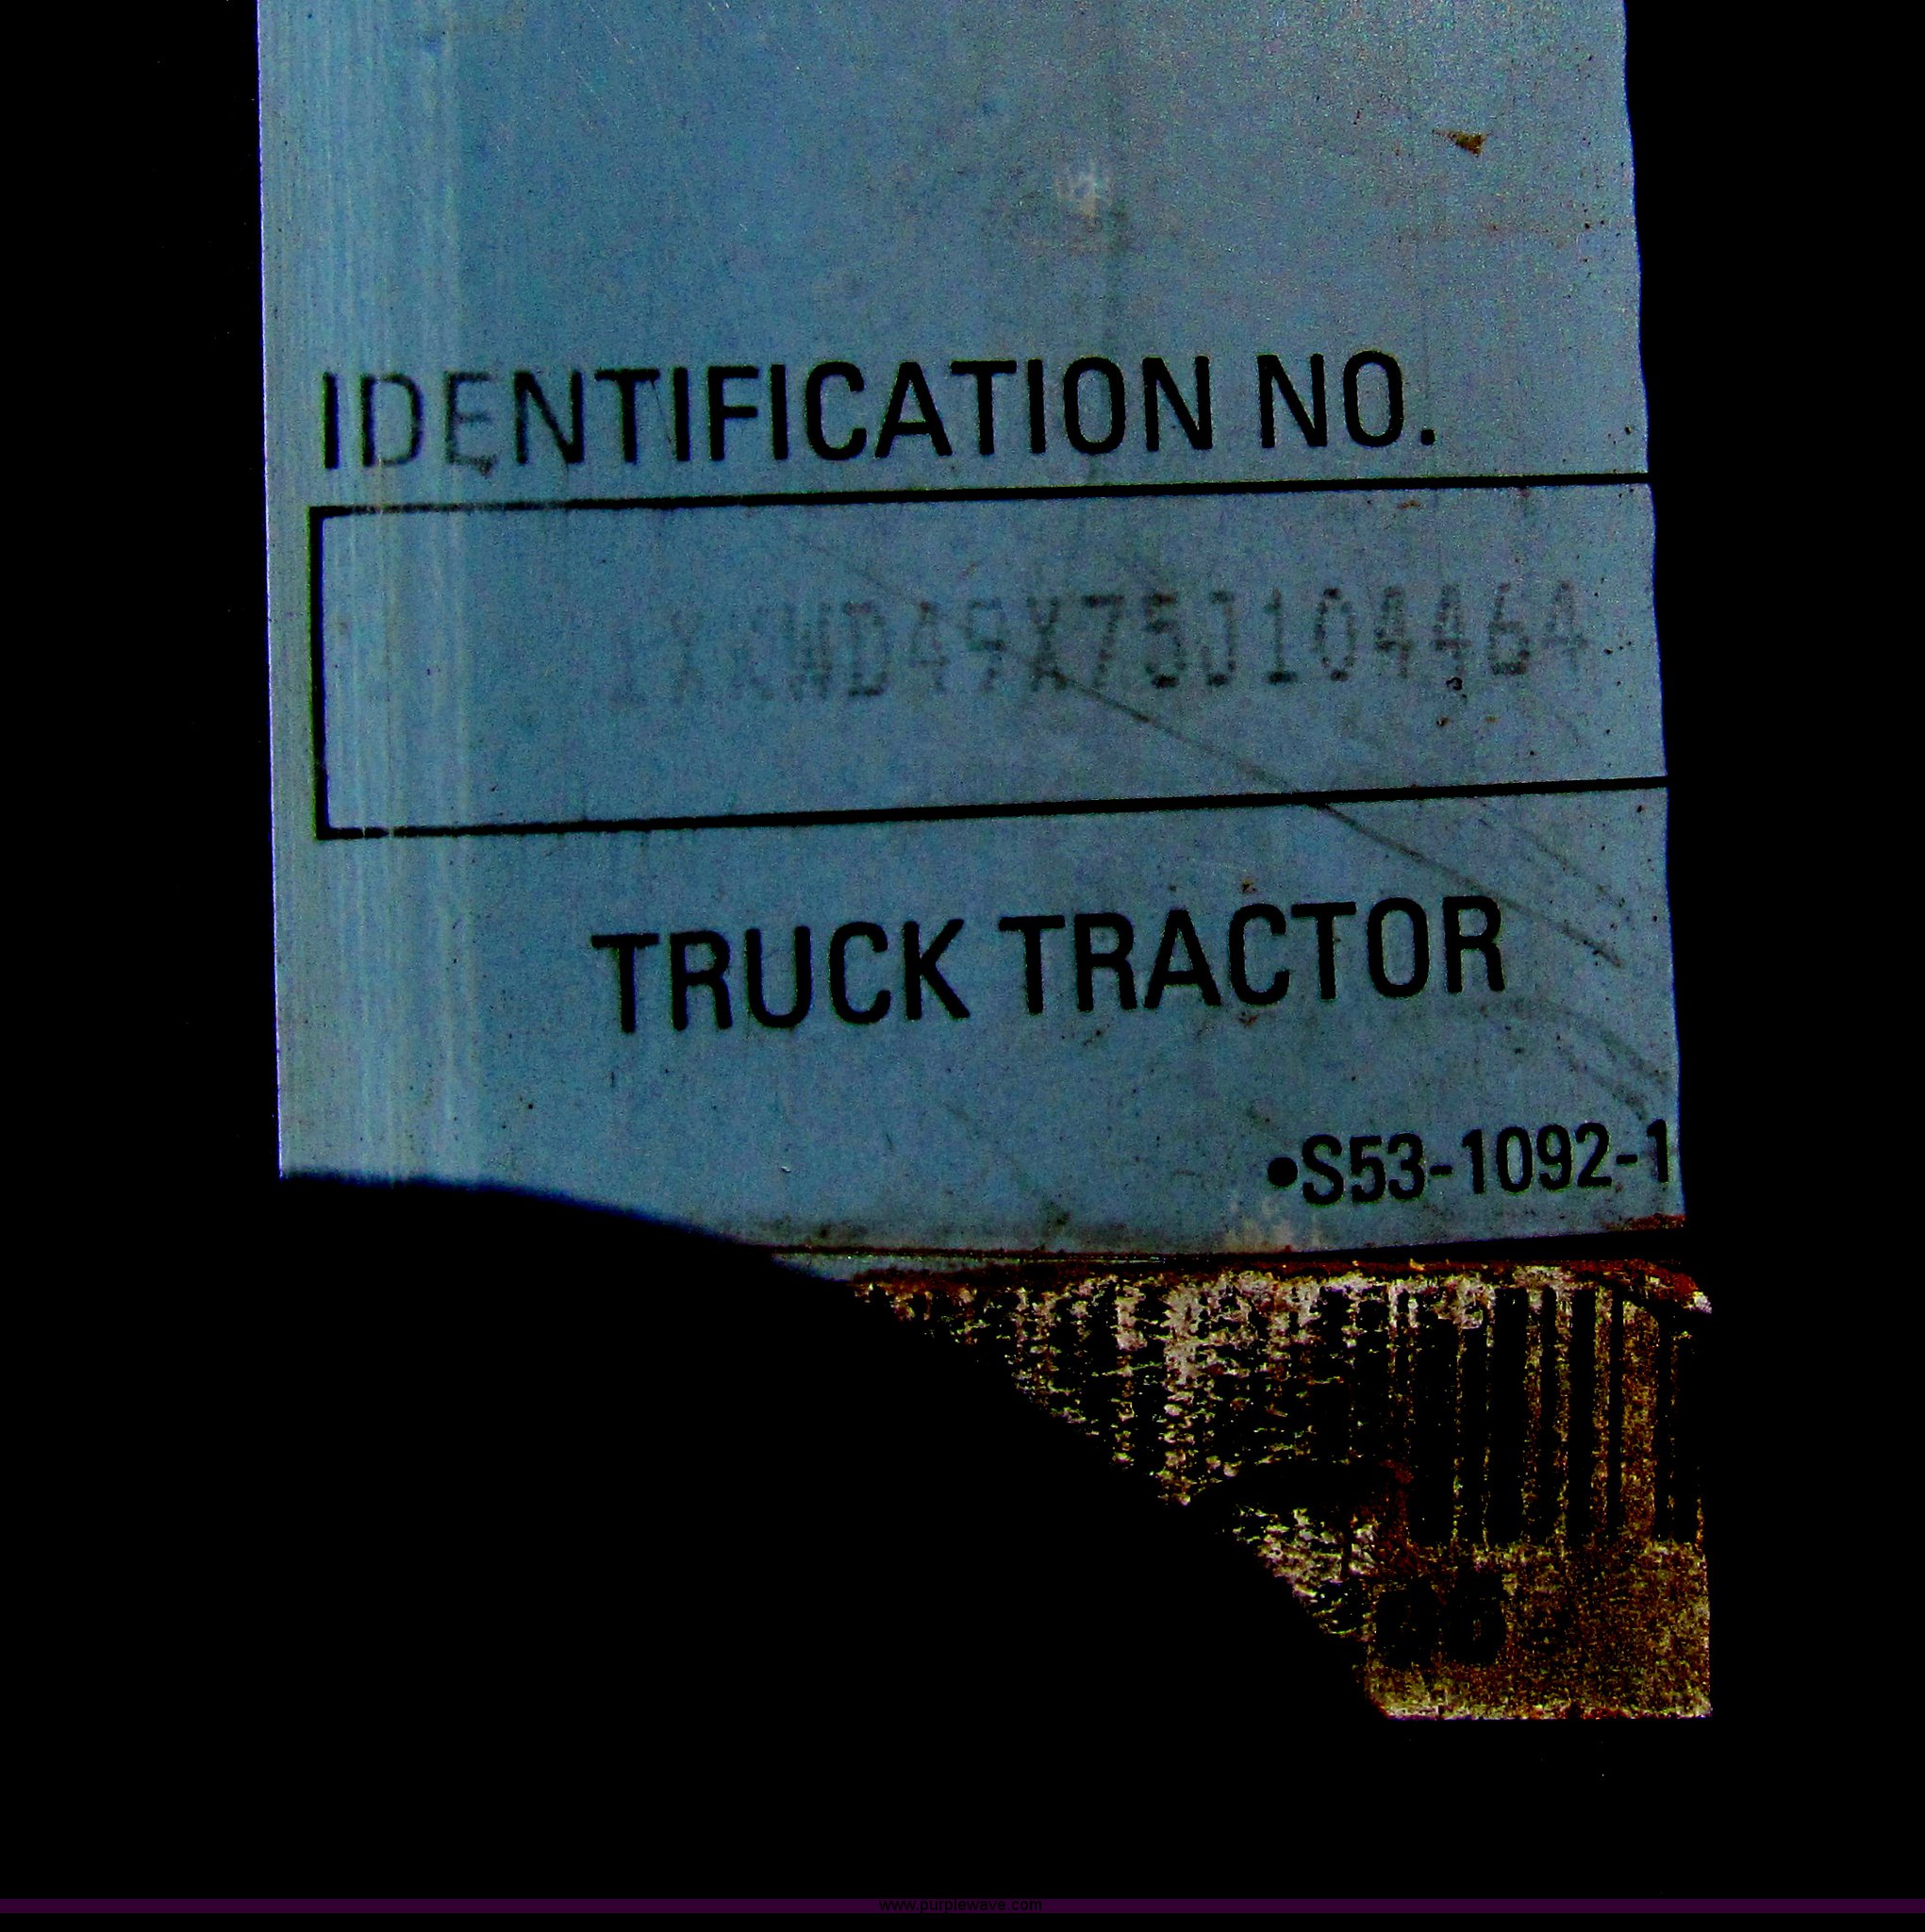 IDENTIFICATION NO.
1XKWD49X75J104464
TRUCK TRACTOR
•S53-1092-1
www.purplewave.com